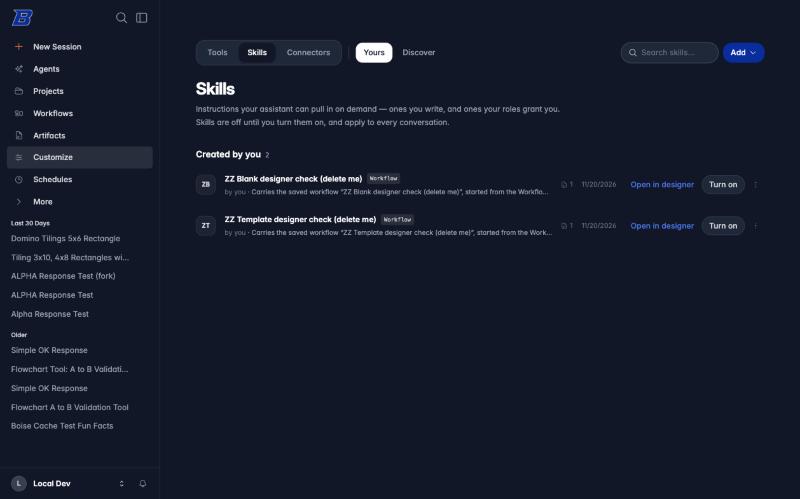 B
New Session
Agents
Projects
Workflows
Artifacts
Customize
Schedules
More
Last 30 Days
Domino Tilings 5x6 Rectangle
Tiling 3x10, 4x8 Rectangles wi...
ALPHA Response Test (fork)
ALPHA Response Test
Alpha Response Test
Older
Simple OK Response
Flowchart Tool: A to B Validati...
Simple OK Response
Flowchart A to B Validation Tool
Boise Cache Test Fun Facts
L Local Dev
Tools Skills Connectors Yours Discover Search skills... Add
Skills
Instructions your assistant can pull in on demand — ones you write, and ones your roles grant you.
Skills are off until you turn them on, and apply to every conversation.
Created by you 2
ZB ZZ Blank designer check (delete me) Workflow
by you · Carries the saved workflow "ZZ Blank designer check (delete me)", started from the Workflo... 1 11/20/2026 Open in designer Turn on
ZT ZZ Template designer check (delete me) Workflow
by you · Carries the saved workflow "ZZ Template designer check (delete me)", started from the Work... 1 11/20/2026 Open in designer Turn on